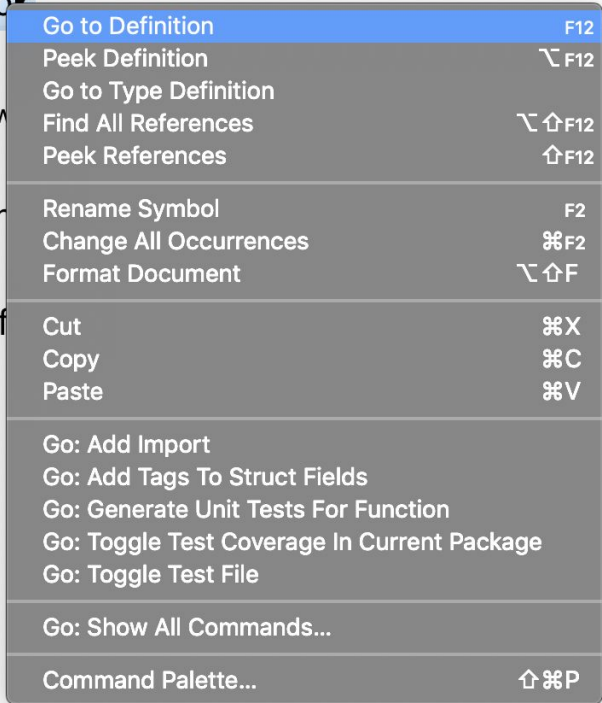 Go to Definition F12
Peek Definition ⌥F12
Go to Type Definition
Find All References ⌥⇧F12
Peek References ⇧F12
Rename Symbol F2
Change All Occurrences ⌘F2
Format Document ⌥⇧F
Cut ⌘X
Copy ⌘C
Paste ⌘V
Go: Add Import
Go: Add Tags To Struct Fields
Go: Generate Unit Tests For Function
Go: Toggle Test Coverage In Current Package
Go: Toggle Test File
Go: Show All Commands...
Command Palette... ⇧⌘P